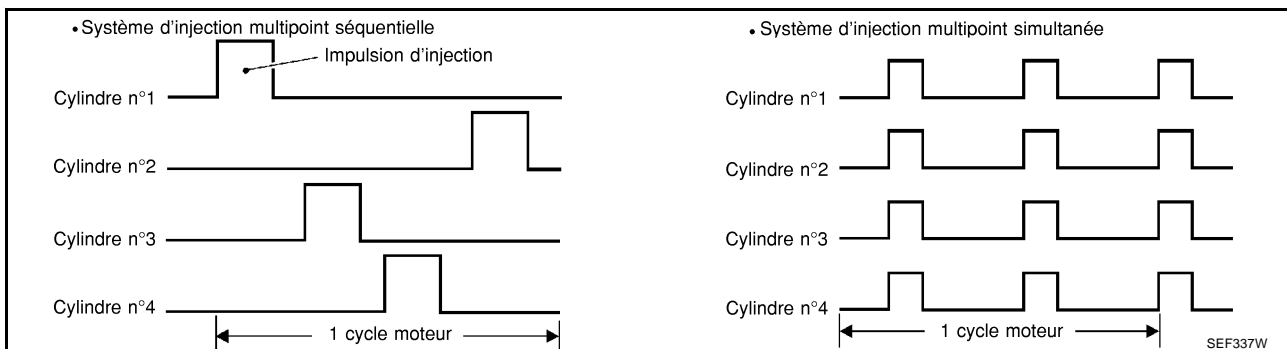 • Système d'injection multipoint séquentielle
Impulsion d'injection
Cylindre n°1
Cylindre n°2
Cylindre n°3
Cylindre n°4
1 cycle moteur
• Système d'injection multipoint simultanée
Cylindre n°1
Cylindre n°2
Cylindre n°3
Cylindre n°4
1 cycle moteur
SEF337W